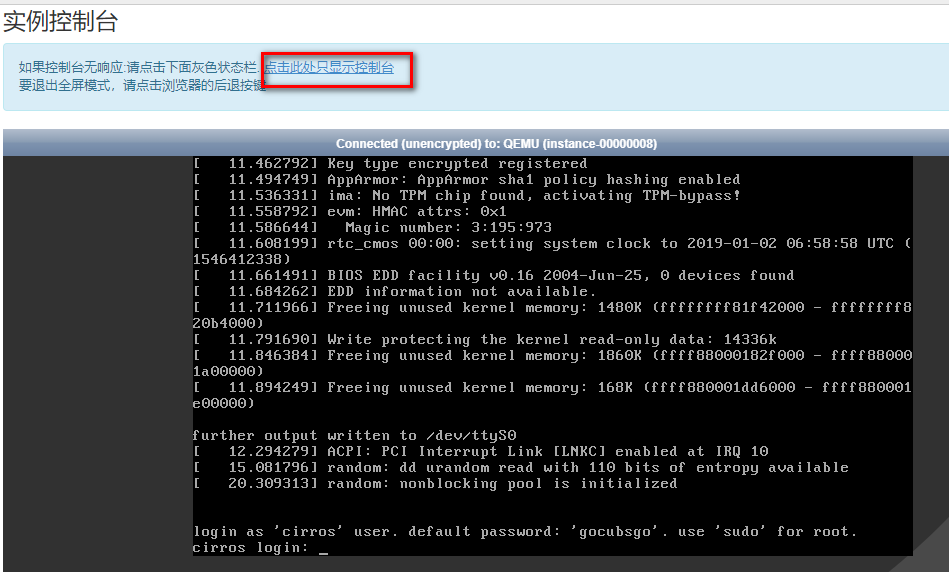 实例控制台
如果控制台无响应:请点击下面灰色状态栏. 点击此处只显示控制台
要退出全屏模式，请点击浏览器的后退按键
Connected (unencrypted) to: QEMU (instance-00000008)
[   11.462792] Key type encrypted registered
[   11.494749] AppArmor: AppArmor sha1 policy hashing enabled
[   11.536331] ima: No TPM chip found, activating TPM-bypass!
[   11.558792] evm: HMAC attrs: 0x1
[   11.586644]   Magic number: 3:195:973
[   11.608199] rtc_cmos 00:00: setting system clock to 2019-01-02 06:58:58 UTC (
1546412338)
[   11.661491] BIOS EDD facility v0.16 2004-Jun-25, 0 devices found
[   11.684262] EDD information not available.
[   11.711966] Freeing unused kernel memory: 1480K (ffffffff81f42000 - ffffffff8
20b4000)
[   11.791690] Write protecting the kernel read-only data: 14336k
[   11.846384] Freeing unused kernel memory: 1860K (ffff88000182f000 - ffff88000
1a00000)
[   11.894249] Freeing unused kernel memory: 168K (ffff880001dd6000 - ffff880001
e00000)
further output written to /dev/ttyS0
[   12.294279] ACPI: PCI Interrupt Link [LNKC] enabled at IRQ 10
[   15.081796] random: dd urandom read with 110 bits of entropy available
[   20.309313] random: nonblocking pool is initialized
login as 'cirros' user. default password: 'gocubsgo'. use 'sudo' for root.
cirros login: _